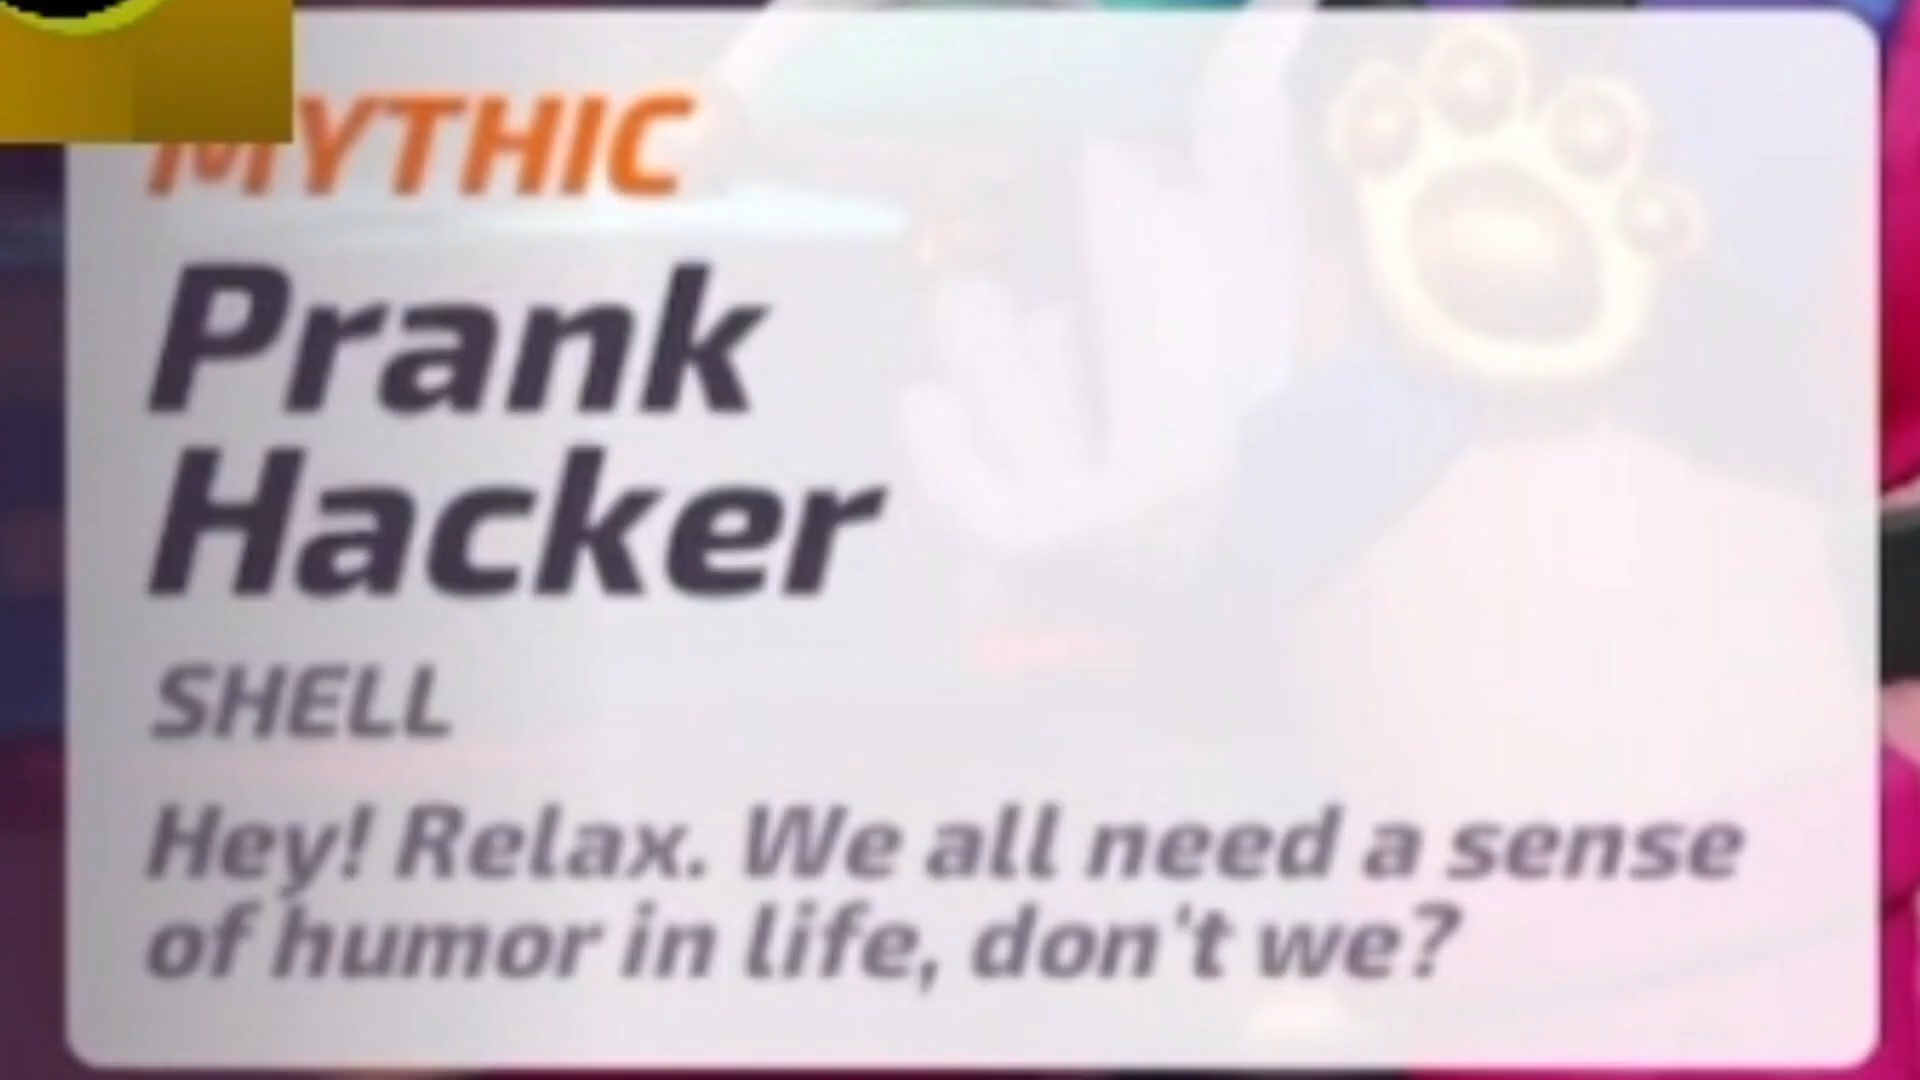 MYTHIC
Prank
Hacker
SHELL
Hey! Relax. We all need a sense
of humor in life, don't we?